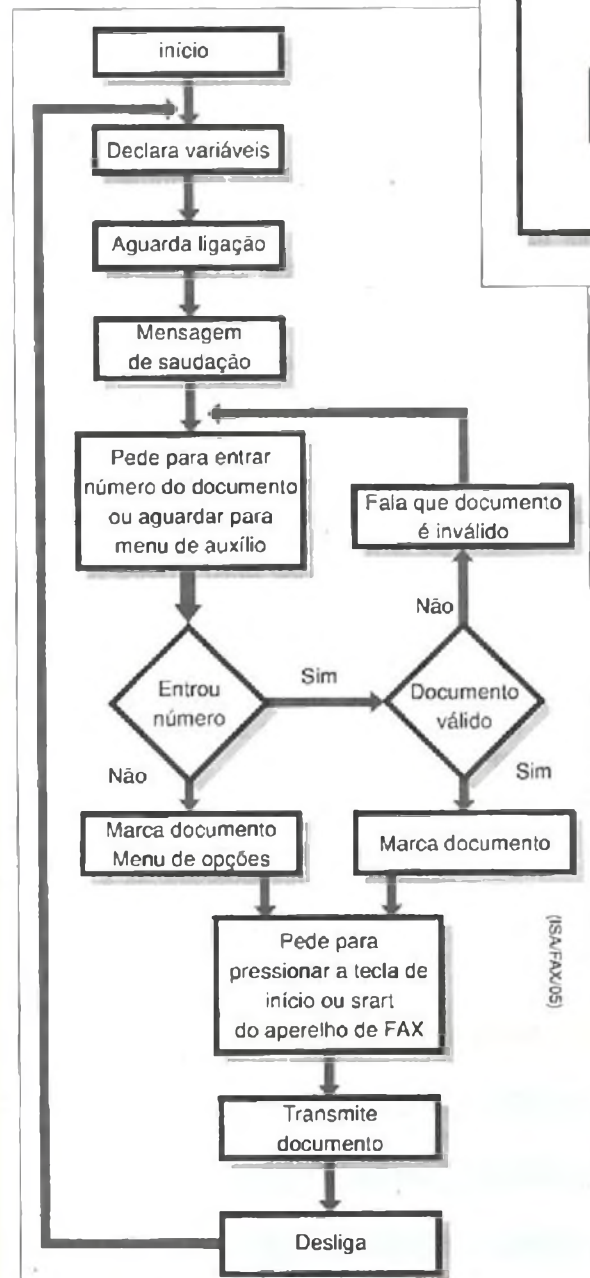 início
Declara variáveis
Aguarda ligação
Mensagem
de saudação
Pede para entrar
número do documento
ou aguardar para
menu de auxílio
Fala que documento
é inválido
Não
Entrou
número
Sim
Documento
válido
Não
Sim
Marca documento
Menu de opções
Marca documento
Pede para
pressionar a tecla de
início ou srart
do aperelho de FAX
(ISA/FAX/05)
Transmite
documento
Desliga